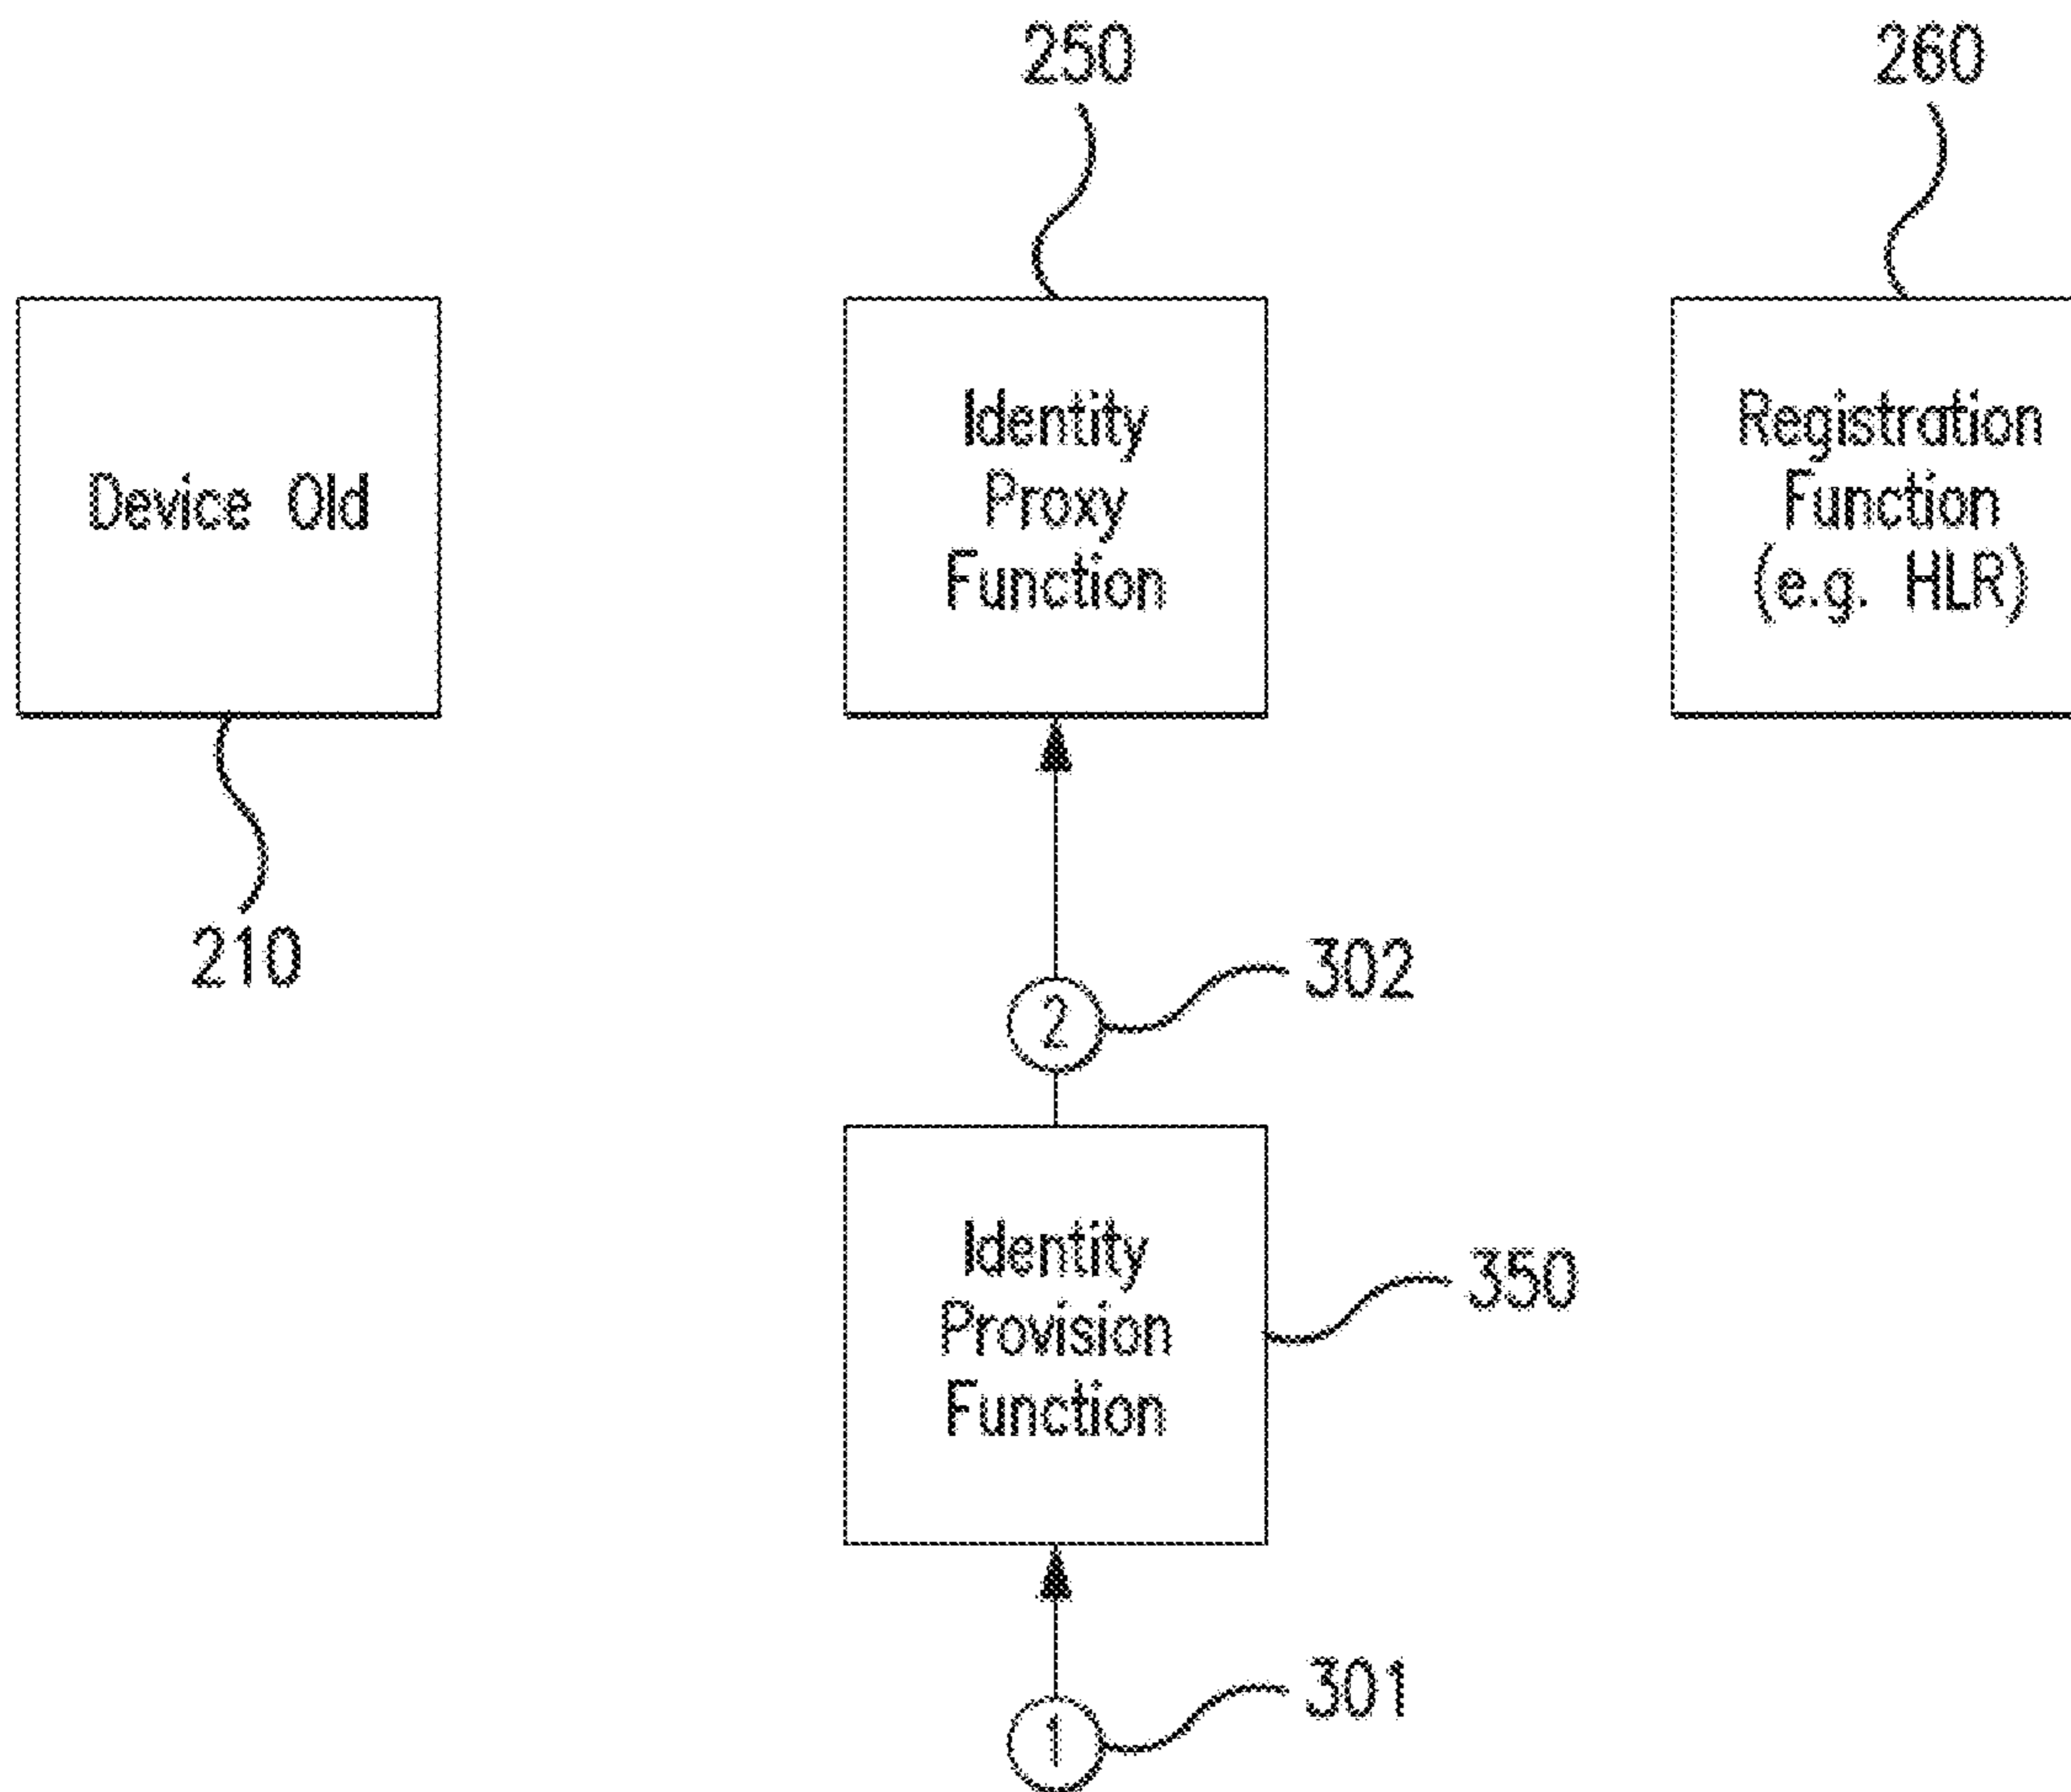 250
260
Device Old
Identity
Proxy
Function
Registration
Function
(e.g. HLR)
210
2
302
Identity
Provision
Function
350
1
301